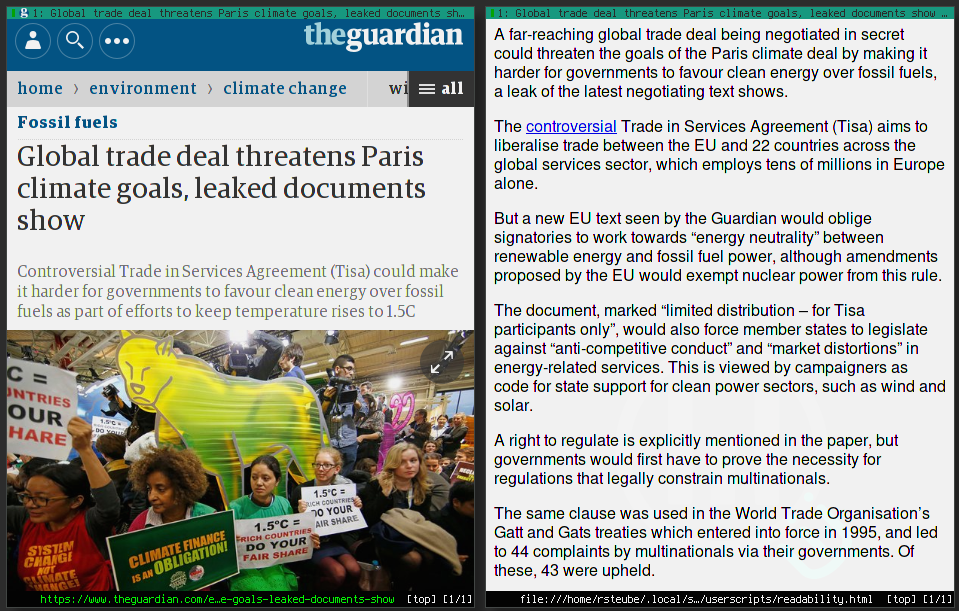 1: Global trade deal threatens Paris climate goals, leaked documents sh…
theguardian
home › environment › climate change wi all
Fossil fuels
Global trade deal threatens Paris
climate goals, leaked documents
show
Controversial Trade in Services Agreement (Tisa) could make
it harder for governments to favour clean energy over fossil
fuels as part of efforts to keep temperature rises to 1.5C
C =
NTRIES
OUR
SHARE
1.5ºC =
SYSTEM
CHANGE
NOT
CLIMATE
CHANGE
CLIMATE FINANCE
IS AN OBLIGATION!
1.5ºC =
RICH COUNTRIES
DO YOUR
FAIR SHARE
1.5ºC =
RICH COUNTRIES
DO YOUR
FAIR SHARE
https://www.theguardian.com/e…e-goals-leaked-documents-show [top] [1/1]
1: Global trade deal threatens Paris climate goals, leaked documents show …
A far-reaching global trade deal being negotiated in secret
could threaten the goals of the Paris climate deal by making it
harder for governments to favour clean energy over fossil fuels,
a leak of the latest negotiating text shows.
The controversial Trade in Services Agreement (Tisa) aims to
liberalise trade between the EU and 22 countries across the
global services sector, which employs tens of millions in Europe
alone.
But a new EU text seen by the Guardian would oblige
signatories to work towards “energy neutrality” between
renewable energy and fossil fuel power, although amendments
proposed by the EU would exempt nuclear power from this rule.
The document, marked “limited distribution – for Tisa
participants only”, would also force member states to legislate
against “anti-competitive conduct” and “market distortions” in
energy-related services. This is viewed by campaigners as
code for state support for clean power sectors, such as wind and
solar.
A right to regulate is explicitly mentioned in the paper, but
governments would first have to prove the necessity for
regulations that legally constrain multinationals.
The same clause was used in the World Trade Organisation’s
Gatt and Gats treaties which entered into force in 1995, and led
to 44 complaints by multinationals via their governments. Of
these, 43 were upheld.
file:///home/rsteube/.local/s…/userscripts/readability.html [top] [1/1]